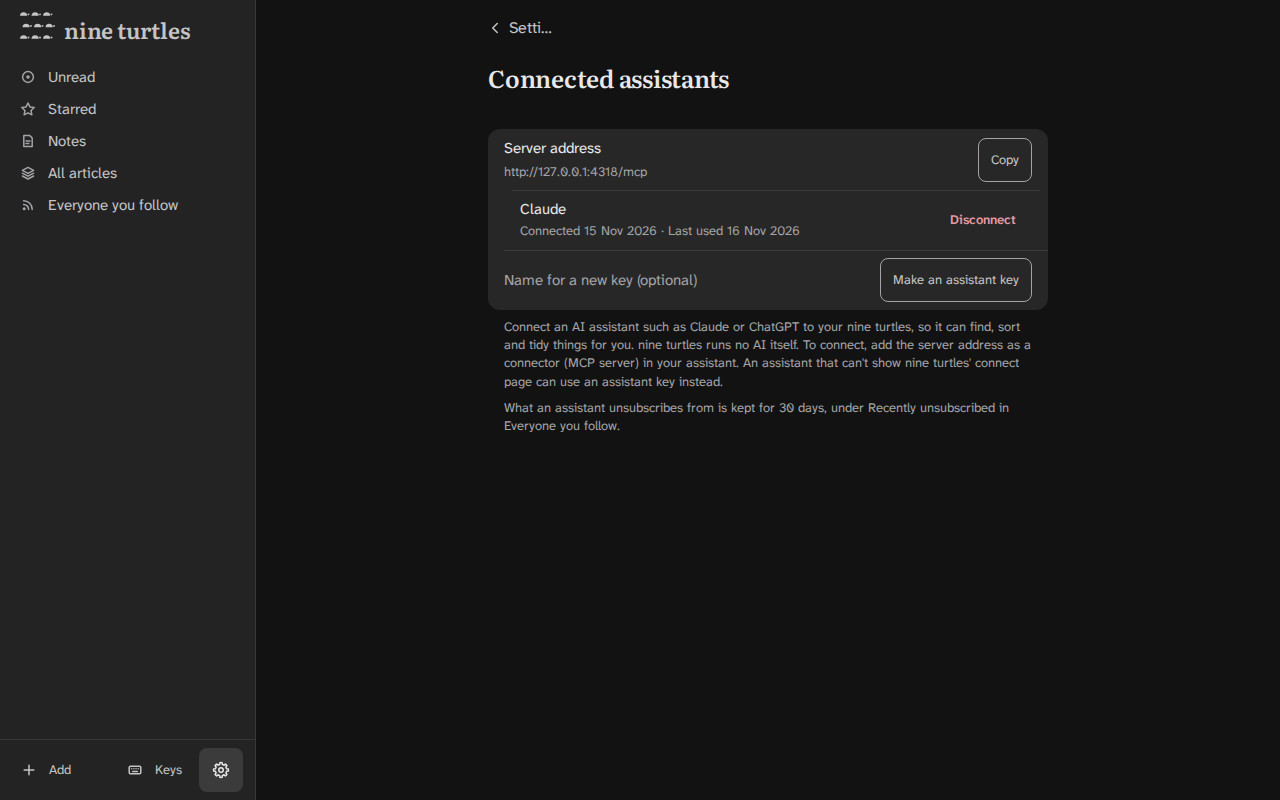 nine turtles
Unread
Starred
Notes
All articles
Everyone you follow
Add
Keys
Setti...
Connected assistants
Server address
http://127.0.0.1:4318/mcp
Copy
Claude
Connected 15 Nov 2026 · Last used 16 Nov 2026
Disconnect
Name for a new key (optional)
Make an assistant key
Connect an AI assistant such as Claude or ChatGPT to your nine turtles, so it can find, sort
and tidy things for you. nine turtles runs no AI itself. To connect, add the server address as a
connector (MCP server) in your assistant. An assistant that can't show nine turtles' connect
page can use an assistant key instead.
What an assistant unsubscribes from is kept for 30 days, under Recently unsubscribed in
Everyone you follow.